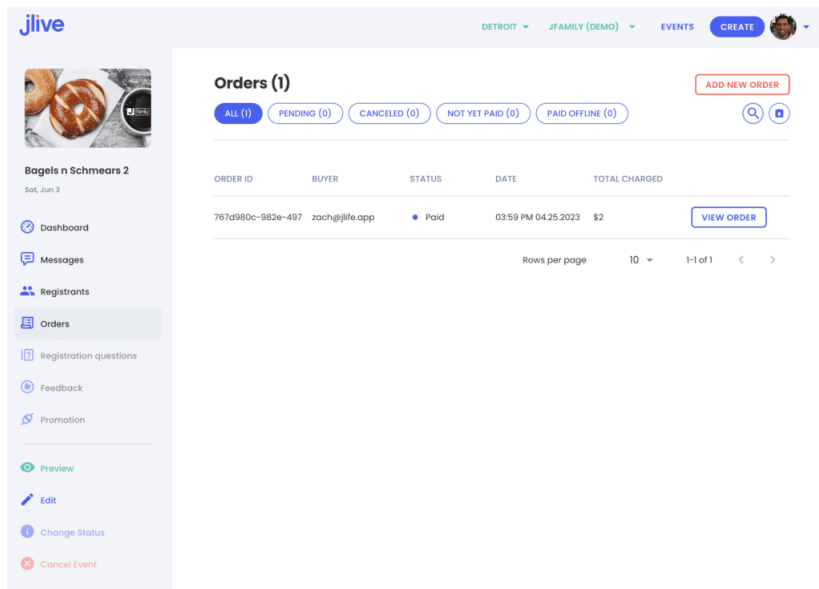 jlive
DETROIT JFAMILY (DEMO) EVENTS CREATE
Orders (1)
ADD NEW ORDER
ALL (1) PENDING (0) CANCELED (0) NOT YET PAID (0) PAID OFFLINE (0)
Bagels n Schmears 2
Sat, Jun 3
ORDER ID BUYER STATUS DATE TOTAL CHARGED
767d980c-982e-497 zach@jlife.app Paid 03:59 PM 04.25.2023 $2 VIEW ORDER
Rows per page 10 1-1 of 1
Dashboard
Messages
Registrants
Orders
Registration questions
Feedback
Promotion
Preview
Edit
Change Status
Cancel Event